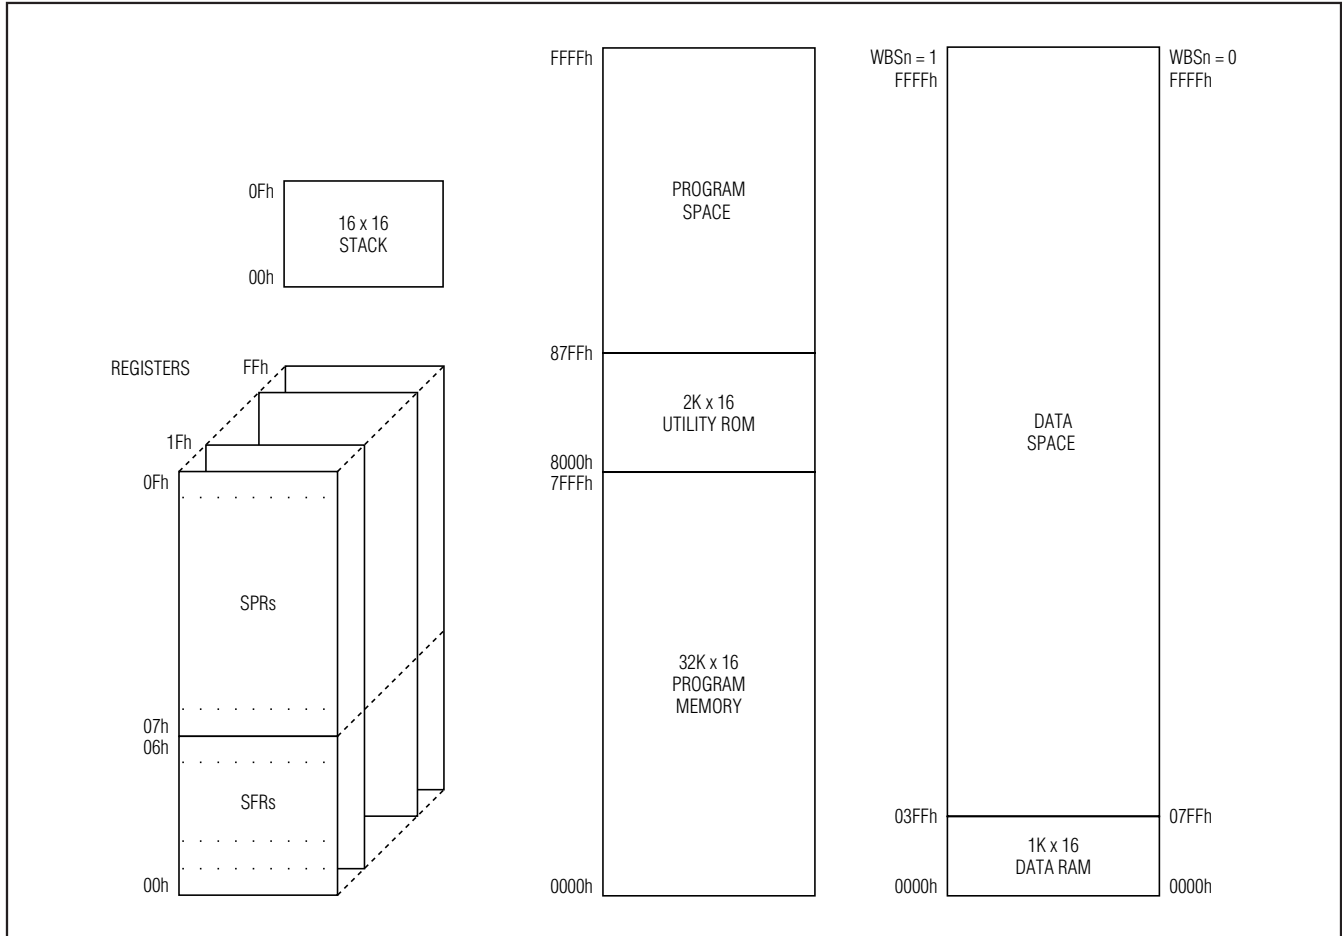 0Fh
16 x 16
STACK
00h
REGISTERS
FFh
1Fh
0Fh
SPRs
07h
06h
SFRs
00h
FFFFh
PROGRAM
SPACE
87FFh
2K x 16
UTILITY ROM
8000h
7FFFh
32K x 16
PROGRAM
MEMORY
0000h
WBSn = 1
FFFFh
WBSn = 0
FFFFh
DATA
SPACE
03FFh
07FFh
1K x 16
DATA RAM
0000h
0000h